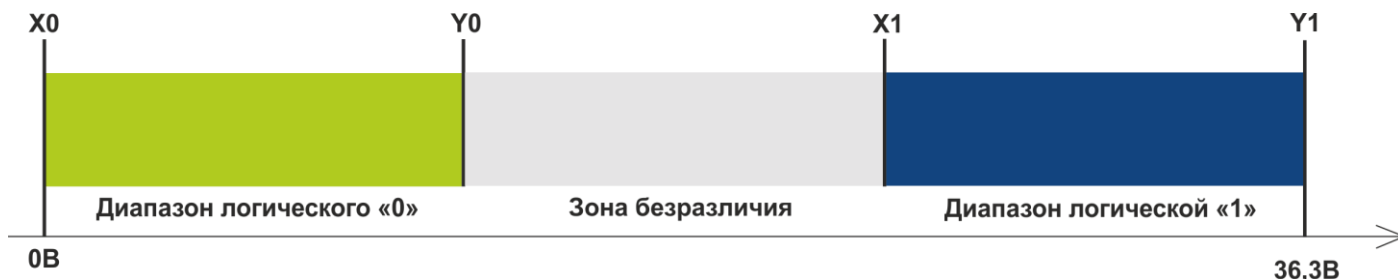 X0 Y0 X1 Y1
Диапазон логического «0» Зона безразличия Диапазон логической «1»
0В 36.3В